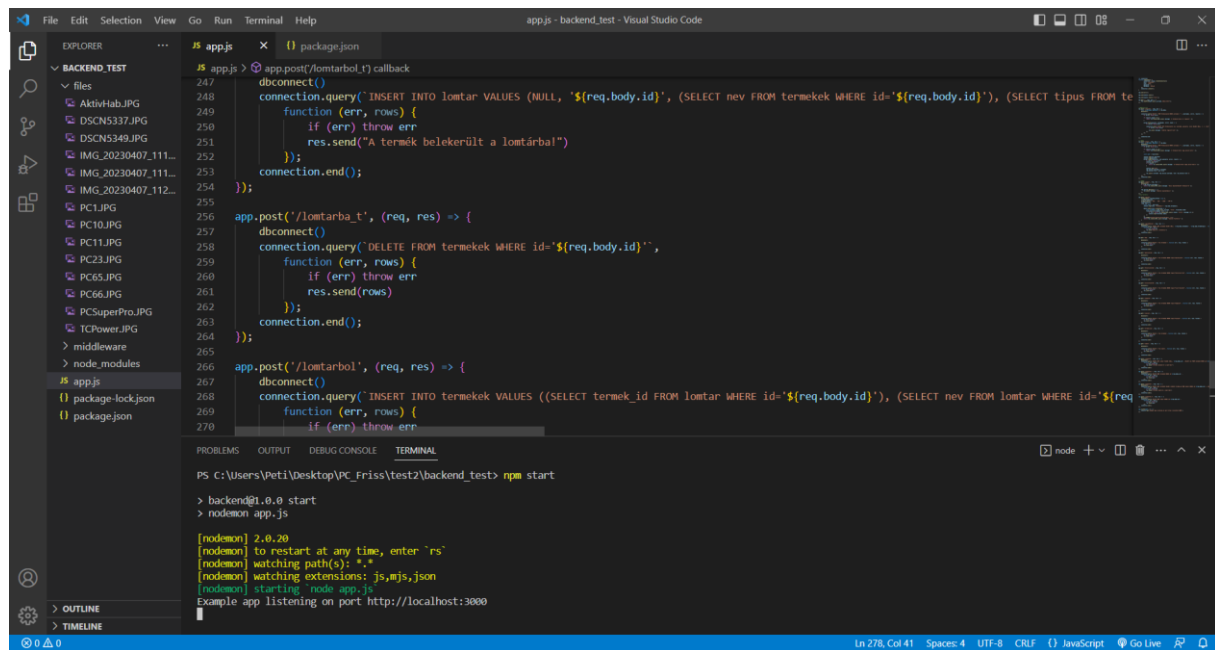 File Edit Selection View Go Run Terminal Help app.js - backend_test - Visual Studio Code
EXPLORER
BACKEND_TEST
files
AktivHab.JPG
DSCN5337.JPG
DSCN5349.JPG
IMG_20230407_111...
IMG_20230407_111...
IMG_20230407_112...
PC1.JPG
PC10.JPG
PC11.JPG
PC23.JPG
PC65.JPG
PC66.JPG
PCSuperPro.JPG
TCPower.JPG
middleware
node_modules
JS app.js
{} package-lock.json
{} package.json
OUTLINE
TIMELINE
JS app.js {} package.json
JS app.js > app.post('/lomtarbol_t') callback
247 dbconnect()
248 connection.query(`INSERT INTO lomtar VALUES (NULL, '${req.body.id}', (SELECT nev FROM termekek WHERE id='${req.body.id}'), (SELECT tipus FROM te
249 function (err, rows) {
250 if (err) throw err
251 res.send("A termék belekerült a lomtárba!")
252 });
253 connection.end();
254 });
255
256 app.post('/lomtarba_t', (req, res) => {
257 dbconnect()
258 connection.query(`DELETE FROM termekek WHERE id='${req.body.id}'`,
259 function (err, rows) {
260 if (err) throw err
261 res.send(rows)
262 });
263 connection.end();
264 });
265
266 app.post('/lomtarbol', (req, res) => {
267 dbconnect()
268 connection.query(`INSERT INTO termekek VALUES ((SELECT termek_id FROM lomtar WHERE id='${req.body.id}'), (SELECT nev FROM lomtar WHERE id='${req
269 function (err, rows) {
270 if (err) throw err
PROBLEMS OUTPUT DEBUG CONSOLE TERMINAL node
PS C:\Users\Peti\Desktop\PC_Friss\test2\backend_test> npm start
> backend@1.0.0 start
> nodemon app.js
[nodemon] 2.0.20
[nodemon] to restart at any time, enter `rs`
[nodemon] watching path(s): *.*
[nodemon] watching extensions: js,mjs,json
[nodemon] starting `node app.js`
Example app listening on port http://localhost:3000
0 0 Ln 278, Col 41 Spaces: 4 UTF-8 CRLF {} JavaScript Go Live